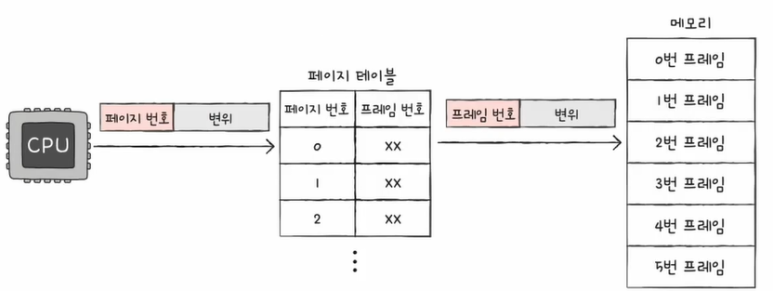 메모리
0번 프레임
페이지 테이블
페이지 번호 변위
페이지 번호 프레임 번호
프레임 번호 변위
1번 프레임
CPU
0 xx
2번 프레임
1 xx
3번 프레임
2 xx
4번 프레임
5번 프레임